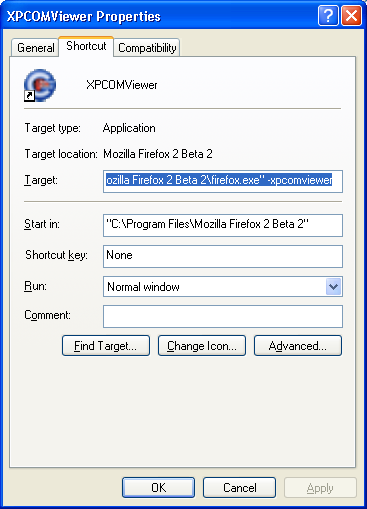 XPCOMViewer Properties
General Shortcut Compatibility
XPCOMViewer
Target type: Application
Target location: Mozilla Firefox 2 Beta 2
Target: ozilla Firefox 2 Beta 2\firefox.exe" -xpcomviewer
Start in: "C:\Program Files\Mozilla Firefox 2 Beta 2"
Shortcut key: None
Run: Normal window
Comment:
Find Target... Change Icon... Advanced...
OK Cancel Apply